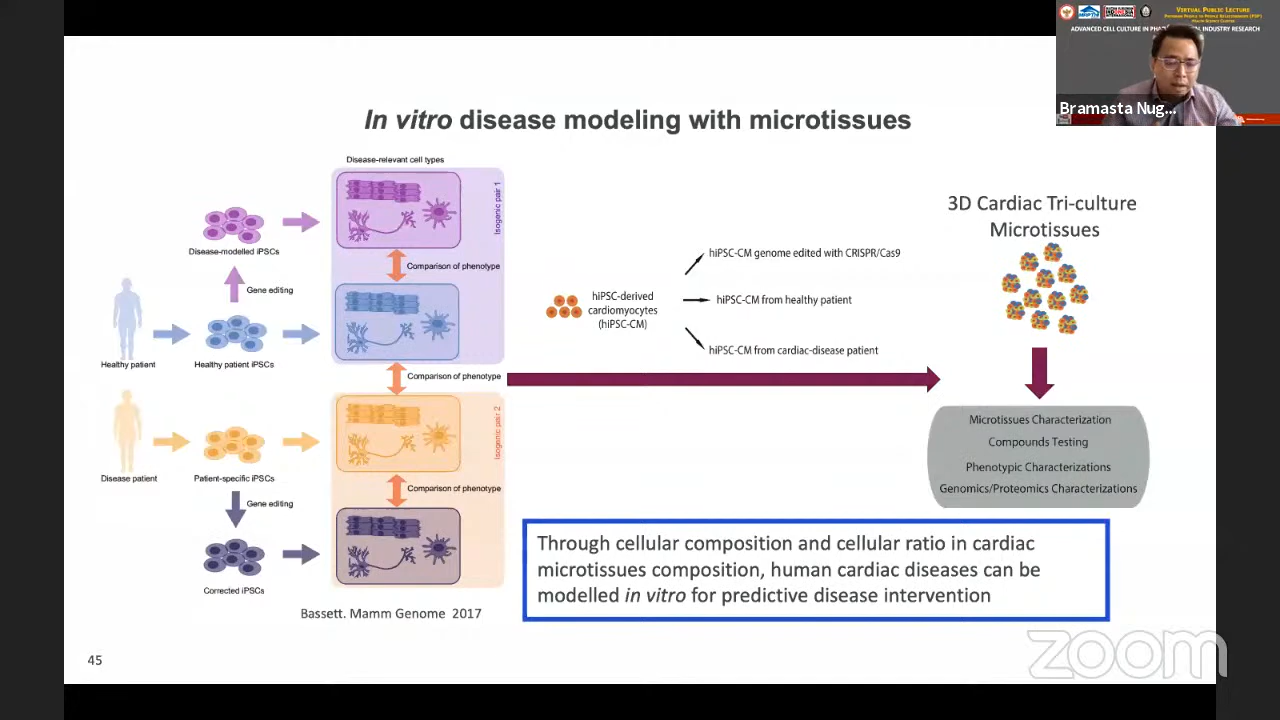 VIRTUAL PUBLIC LECTURE
ADVANCED CELL CULTURE IN
INDUSTRY RESEARCH
Bramasta Nug...
In vitro disease modeling with microtissues
Disease-relevant cell types
Isogenic pair 1
Disease-modelled iPSCs
Gene editing
Comparison of phenotype
Healthy patient
Healthy patient iPSCs
Comparison of phenotype
Isogenic pair 2
Disease patient
Patient-specific iPSCs
Gene editing
Comparison of phenotype
Corrected iPSCs
Bassett. Mamm Genome 2017
hiPSC-derived
cardiomyocytes
(hiPSC-CM)
hiPSC-CM genome edited with CRISPR/Cas9
hiPSC-CM from healthy patient
hiPSC-CM from cardiac-disease patient
3D Cardiac Tri-culture
Microtissues
Microtissues Characterization
Compounds Testing
Phenotypic Characterizations
Genomics/Proteomics Characterizations
Through cellular composition and cellular ratio in cardiac
microtissues composition, human cardiac diseases can be
modelled in vitro for predictive disease intervention
45
zoom